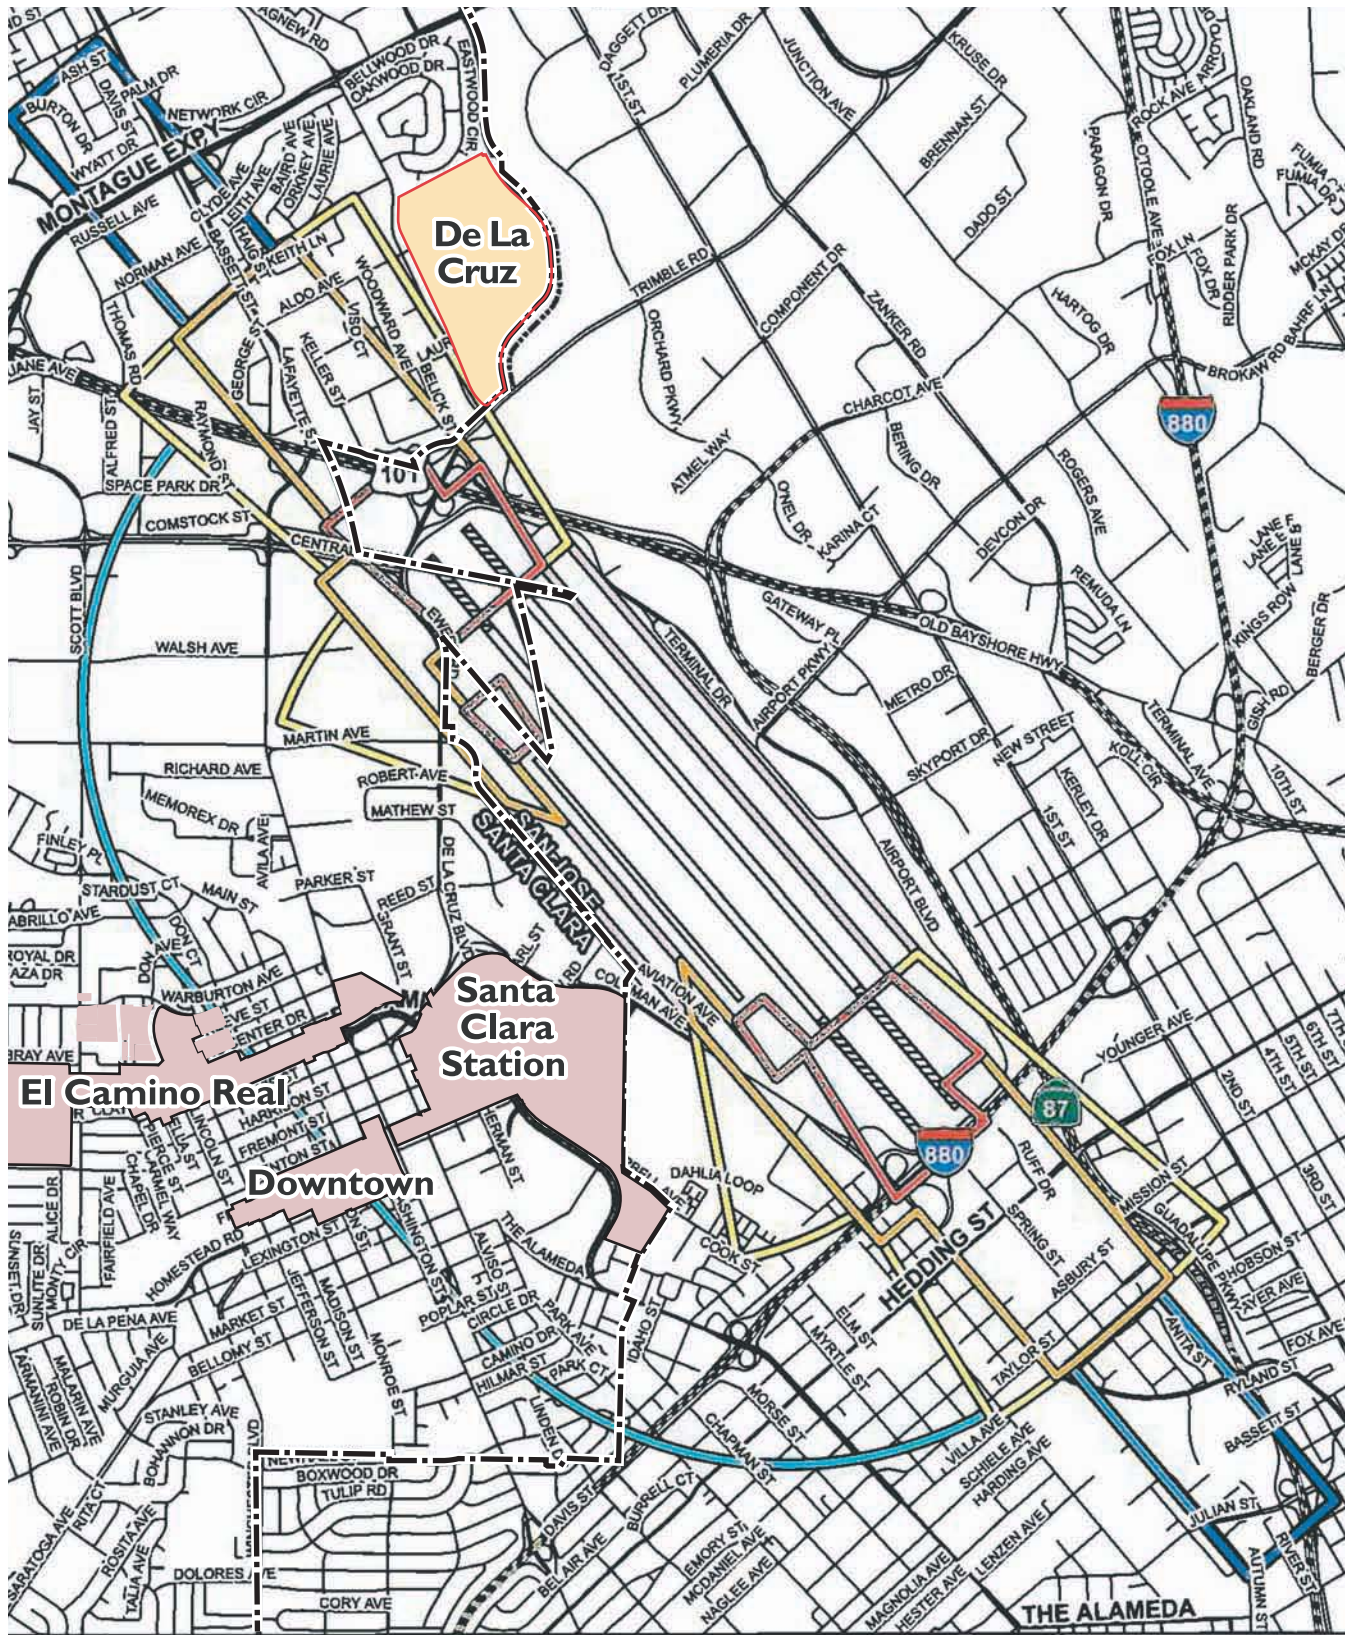 AGNEW RD
BELLWOOD DR
OAKWOOD DR
EASTWOOD CIR
DAGGETT DR
1ST ST
PLUMERIA DR
JUNCTION AVE
KRUSE DR
BRENNAN ST
DADO ST
PARAGON DR
O'TOOLE AVE
ROCK AVE
OAKLAND RD
FUMIA DR
MCKAY DR
FOX LN
FOX DR
RIDDER PARK DR
BROKAW RD
HARTOG DR
ASH ST
DAVIS ST
PALM DR
BURTON DR
WYATT DR
NETWORK CIR
MONTAGUE EXPY
RUSSELL AVE
NORMAN AVE
CLYDE AVE
LEITH AVE
BAIRD AVE
ORKNEY AVE
LAURIE AVE
KEITH LN
ALDO AVE
VISO CT
WOODWARD AVE
THOMAS RD
GEORGE
KELLER ST
LAFAYETTE S
BELICK ST
De La
Cruz
TRIMBLE RD
COMPONENT DR
ZANKER RD
ORCHARD PKWY
CHARCOT AVE
BERING DR
ATMEL WAY
O'NEL DR
KARINA CT
DEVCON DR
ROGERS AVE
REMUDA LN
880
LANE E
LANE B
KINGS ROW
BERGER DR
GISH RD
JAY ST
ALFRED ST
RAYMOND
SPACE PARK DR
COMSTOCK ST
CENTRAL
101
SCOTT BLVD
WALSH AVE
MARTIN AVE
RICHARD AVE
ROBERT AVE
MEMOREX DR
MATHEW ST
GATEWAY PL
AIRPORT PKWY
OLD BAYSHORE HWY
TERMINAL DR
METRO DR
SKYPORT DR
NEW STREET
KERLEY DR
1ST ST
KOLL CIR
TERMINAL AVE
10TH ST
AIRPORT BLVD
FINLEY PL
STARDUST CT
AVILA AVE
MAIN ST
PARKER ST
REED ST
GRANT ST
DE LA CRUZ BLVD
SAN JOSE
SANTA CLARA
ABRILLO AVE
ROYAL DR
AZA DR
DON AVE
DON CT
WARBURTON AVE
COLEMAN AVE
AVIATION AVE
Santa
Clara
Station
El Camino Real
Downtown
BRAY AVE
HARRISON ST
FREMONT ST
LINCOLN ST
PIERCE ST
CARMEL WAY
CHAPEL DR
FAIRFIELD AVE
ALICE DR
MONTY CIR
SUNLITE DR
SUNSET DR
HOMESTEAD RD
LEXINGTON ST
DE LA PENA AVE
MARKET ST
BELLOMY ST
JEFFERSON ST
MADISON ST
MONROE ST
MURGUIA AVE
MALARIN AVE
ROBIN DR
ARMANINI AVE
STANLEY AVE
BOHANNON DR
RITA CT
SARATOGA AVE
ROSITA AVE
TALIA AVE
DOLORES AVE
CORY AVE
BOXWOOD DR
TULIP RD
SHERMAN ST
THE ALAMEDA
ALVISO ST
POPLAR ST
CIRCLE DR
PARK AVE
CAMINO DR
HILMAR ST
PARK CT
IDAHO ST
DAHLIA LOOP
COOK ST
HEDDING ST
880
87
RUFF DR
SPRING ST
ASBURY ST
TAYLOR ST
ELM ST
MYRTLE ST
MORSE ST
CHAPMAN ST
VILLA AVE
SCHIELE AVE
HARDING AVE
DAVIS ST
BURRELL CT
BEL AIR AVE
EMORY ST
MCDANIEL AVE
NAGLEE AVE
MAGNOLIA AVE
HESTER AVE
LENZEN AVE
THE ALAMEDA
YOUNGER AVE
2ND ST
3RD ST
4TH ST
5TH ST
6TH ST
MISSION ST
GUADALUPE PKWY
HOBSON ST
AYER AVE
FOX AVE
ANITA ST
RYLAND ST
BASSETT ST
JULIAN ST
RIVER ST
AUTUMN ST